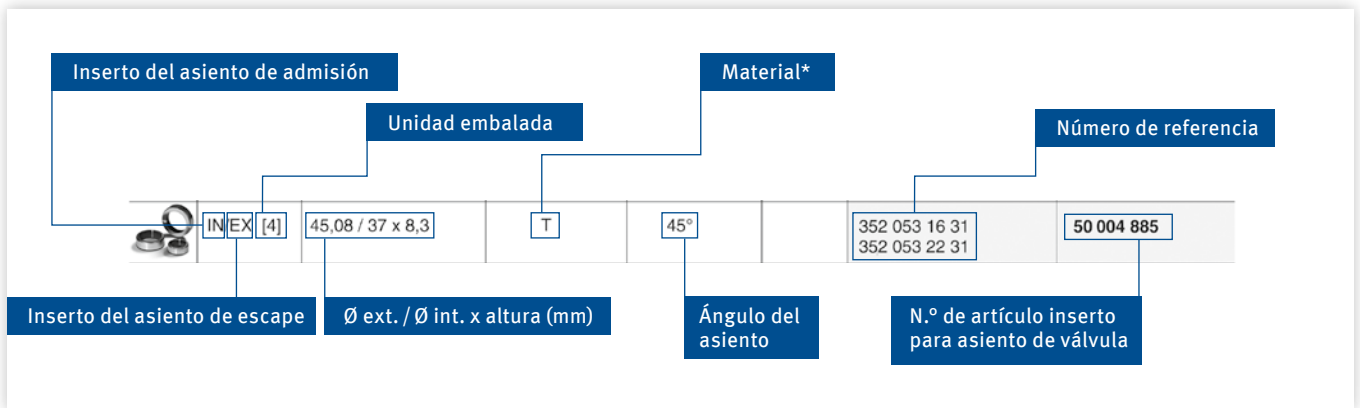 Inserto del asiento de admisión
Material*
Unidad embalada
Número de referencia
IN/EX [4]
45,08 / 37 x 8,3
T
45°
352 053 16 31
352 053 22 31
50 004 885
Inserto del asiento de escape
Ø ext. / Ø int. x altura (mm)
Ángulo del
asiento
N.º de artículo inserto
para asiento de válvula